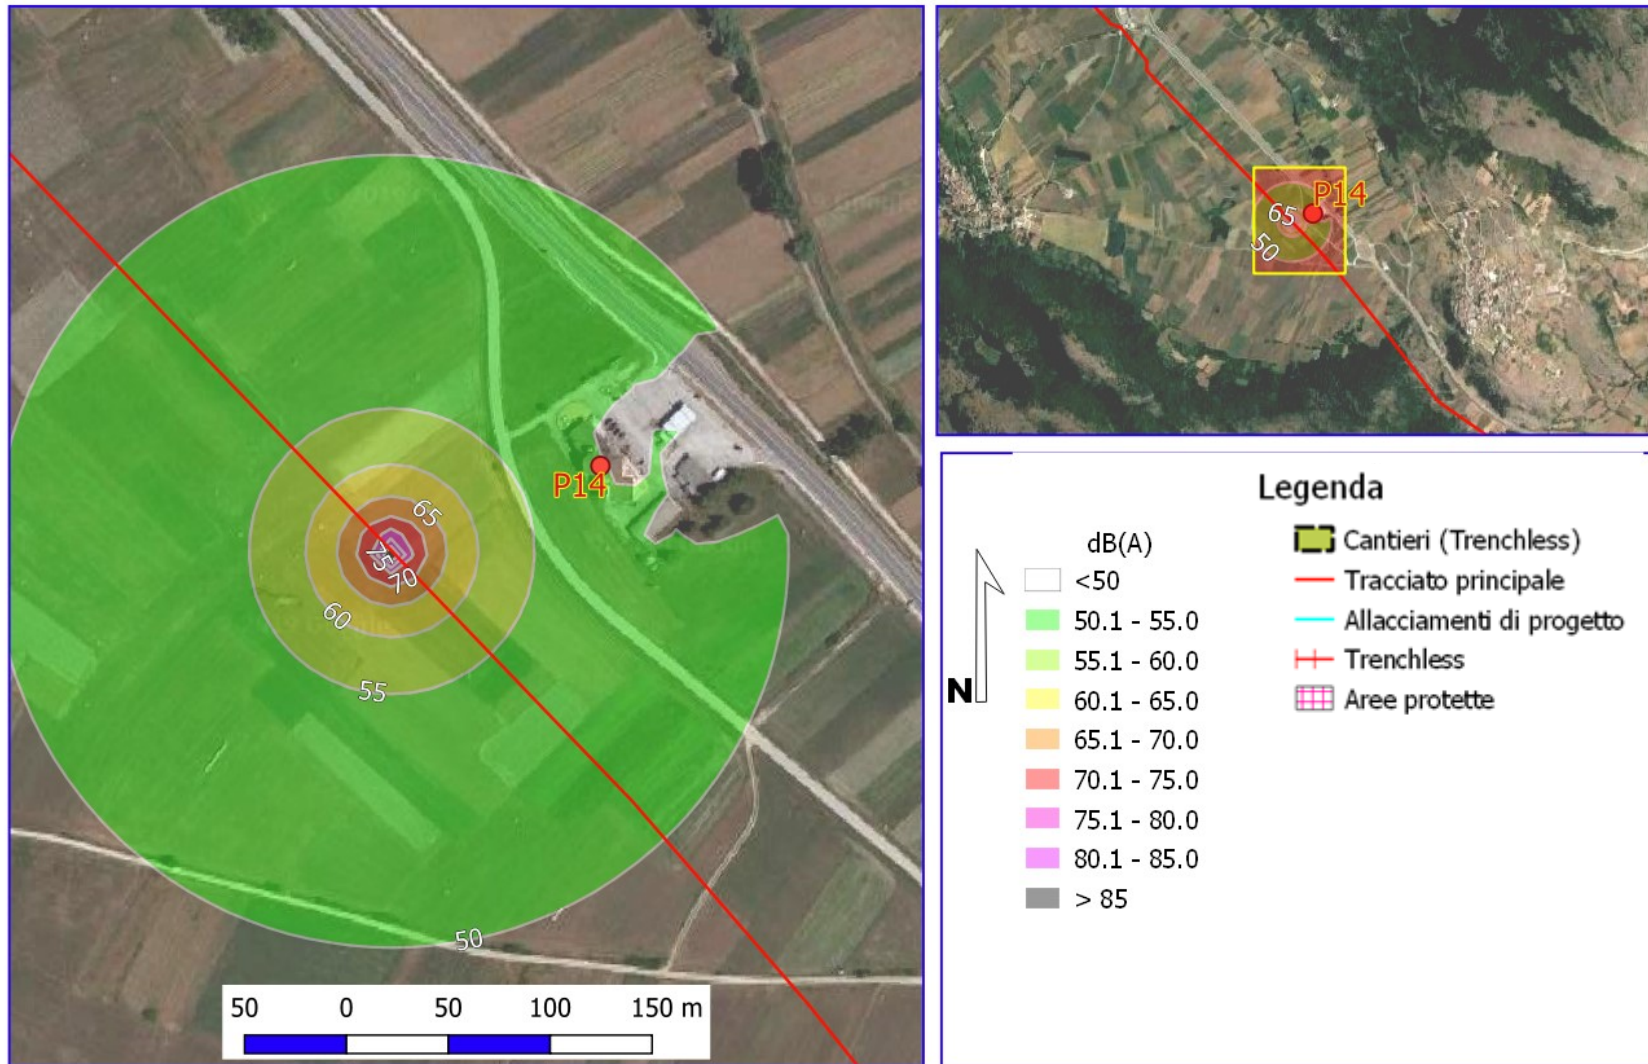 65
P14
75
70
60
55
50
50 0 50 100 150 m
P14
65
50
Legenda
dB(A)
<50
50.1 - 55.0
55.1 - 60.0
60.1 - 65.0
65.1 - 70.0
70.1 - 75.0
75.1 - 80.0
80.1 - 85.0
> 85
N
Cantieri (Trenchless)
Tracciato principale
Allacciamenti di progetto
Trenchless
Aree protette